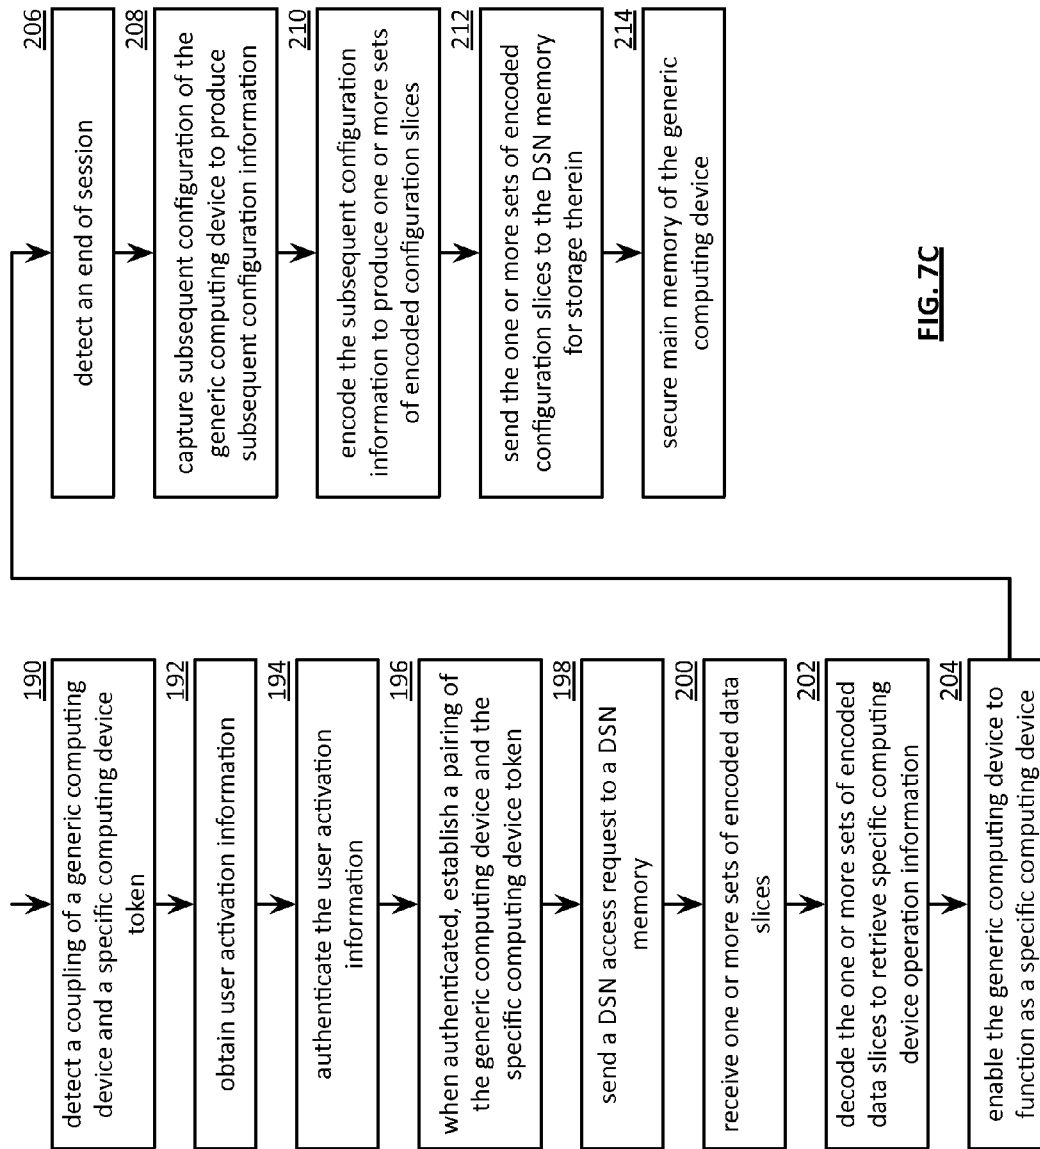 190
detect a coupling of a generic computing
device and a specific computing device
token
192
obtain user activation information
194
authenticate the user activation
information
196
when authenticated, establish a pairing of
the generic computing device and the
specific computing device token
198
send a DSN access request to a DSN
memory
200
receive one or more sets of encoded data
slices
202
decode the one or more sets of encoded
data slices to retrieve specific computing
device operation information
204
enable the generic computing device to
function as a specific computing device
206
detect an end of session
208
capture subsequent configuration of the
generic computing device to produce
subsequent configuration information
210
encode the subsequent configuration
information to produce one or more sets
of encoded configuration slices
212
send the one or more sets of encoded
configuration slices to the DSN memory
for storage therein
214
secure main memory of the generic
computing device
FIG. 7C